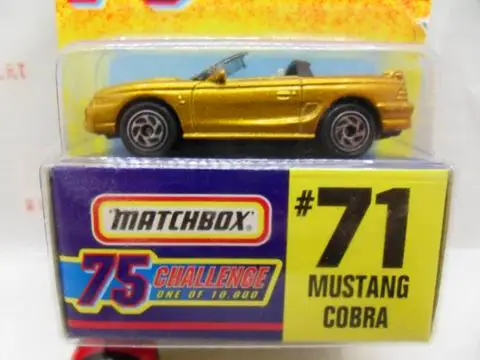 MATCHBOX®
75 CHALLENGE
ONE OF 10,000
#71
MUSTANG
COBRA